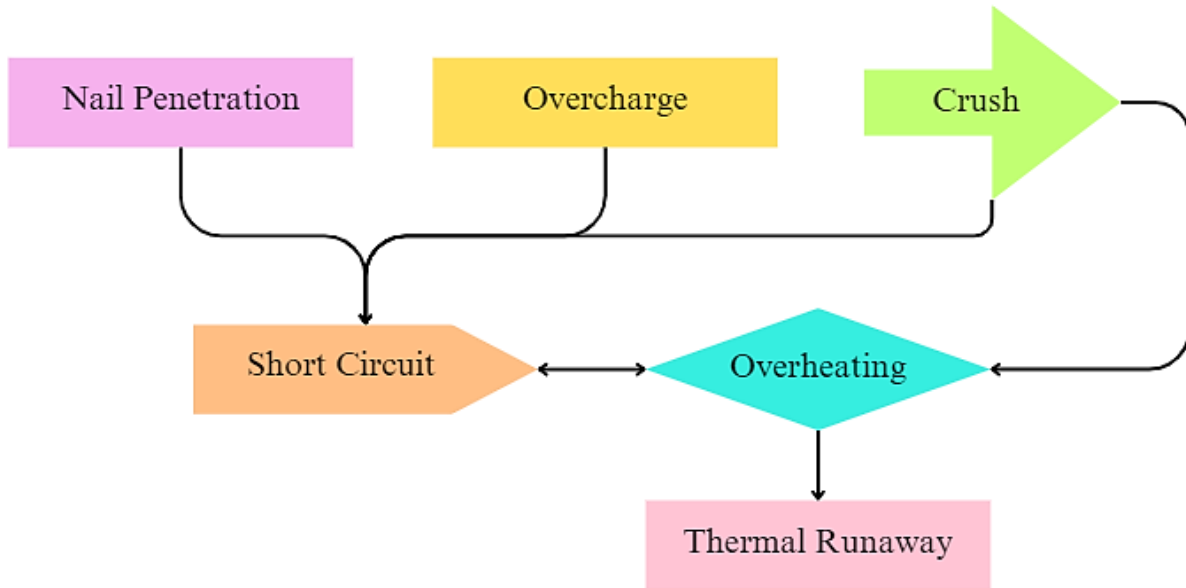 Nail Penetration
Overcharge
Crush
Short Circuit
Overheating
Thermal Runaway